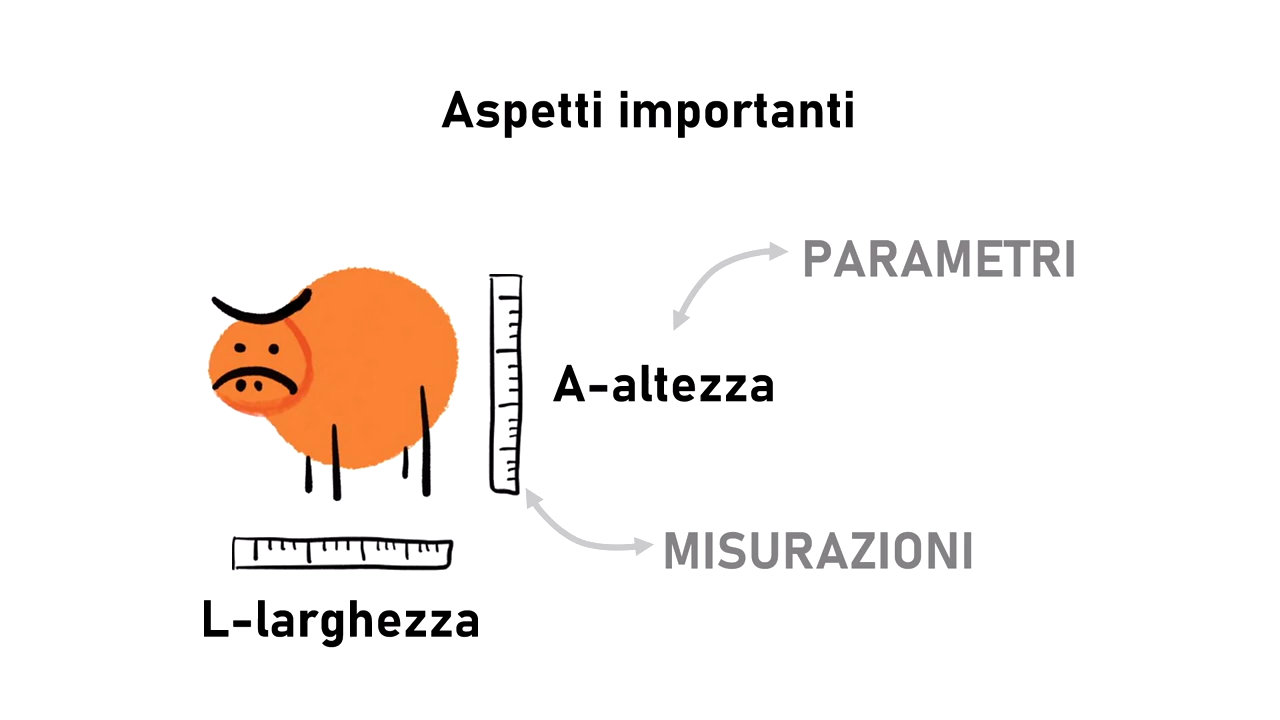 Aspetti importanti
PARAMETRI
A-altezza
MISURAZIONI
L-larghezza